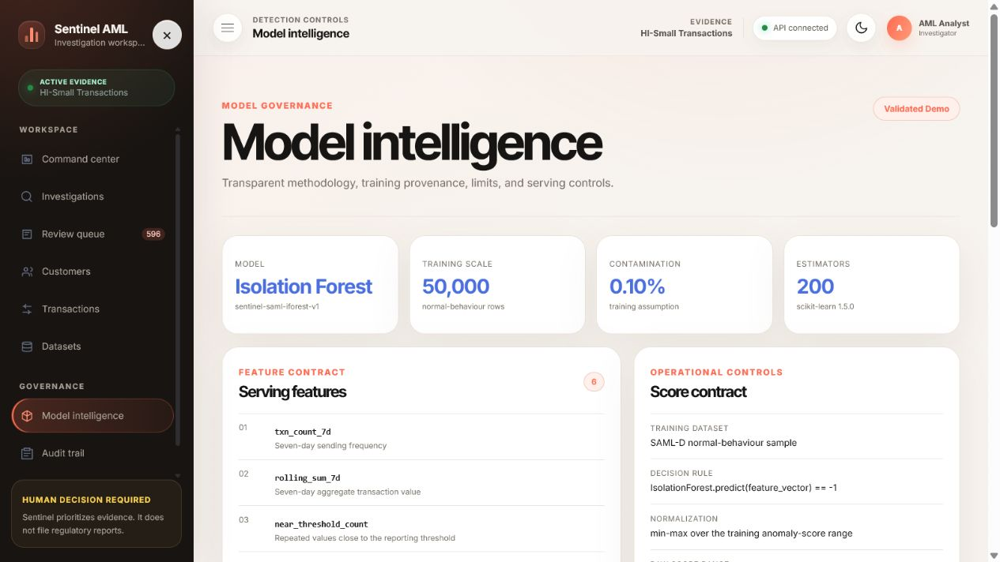 Sentinel AML
Investigation worksp...
ACTIVE EVIDENCE
HI-Small Transactions
WORKSPACE
Command center
Investigations
Review queue 596
Customers
Transactions
Datasets
GOVERNANCE
Model intelligence
Audit trail
HUMAN DECISION REQUIRED
Sentinel prioritizes evidence. It does
not file regulatory reports.
DETECTION CONTROLS
Model intelligence
EVIDENCE
HI-Small Transactions
API connected
A
AML Analyst
Investigator
MODEL GOVERNANCE
Validated Demo
Model intelligence
Transparent methodology, training provenance, limits, and serving controls.
MODEL
Isolation Forest
sentinel-saml-iforest-v1
TRAINING SCALE
50,000
normal-behaviour rows
CONTAMINATION
0.10%
training assumption
ESTIMATORS
200
scikit-learn 1.5.0
FEATURE CONTRACT
Serving features
6
01 txn_count_7d
Seven-day sending frequency
02 rolling_sum_7d
Seven-day aggregate transaction value
03 near_threshold_count
Repeated values close to the reporting threshold
OPERATIONAL CONTROLS
Score contract
TRAINING DATASET
SAML-D normal-behaviour sample
DECISION RULE
IsolationForest.predict(feature_vector) == -1
NORMALIZATION
min-max over the training anomaly-score range